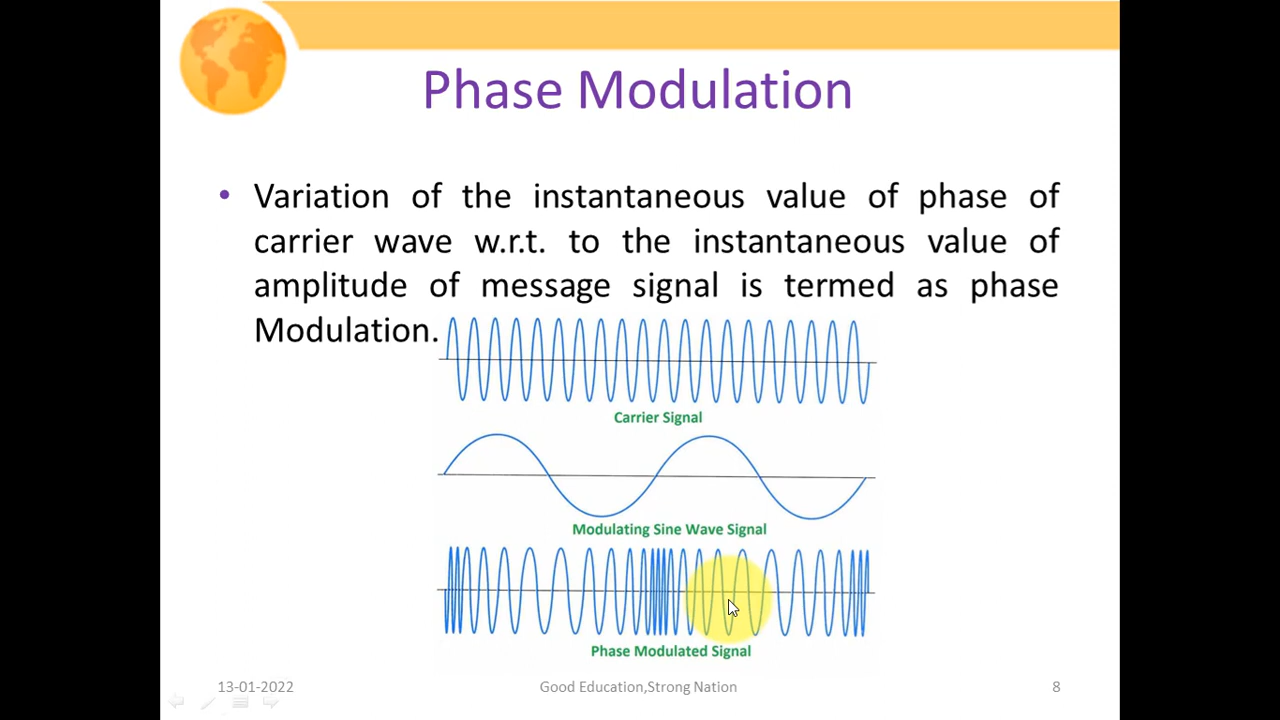 Phase Modulation
• Variation of the instantaneous value of phase of
carrier wave w.r.t. to the instantaneous value of
amplitude of message signal is termed as phase
Modulation.
Carrier Signal
Modulating Sine Wave Signal
Phase Modulated Signal
13-01-2022 Good Education,Strong Nation 8